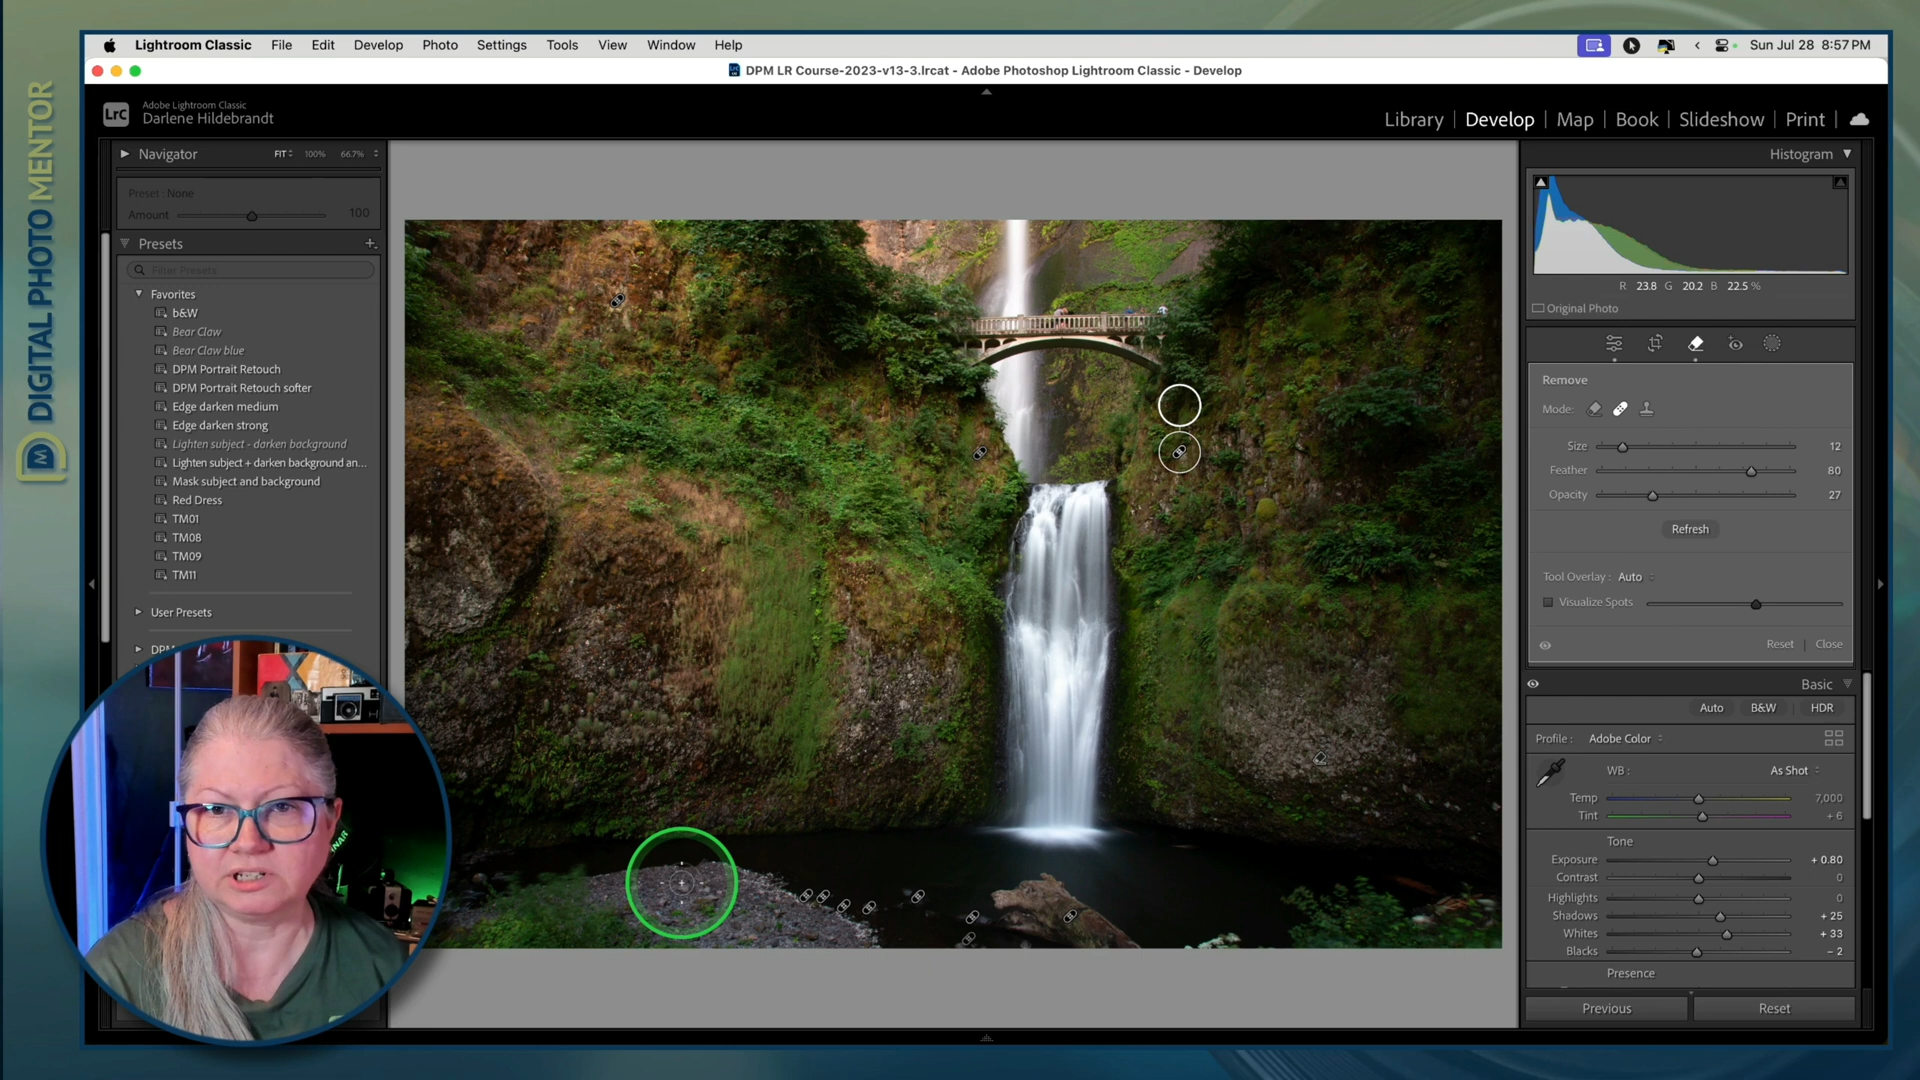 Lightroom Classic File Edit Develop Photo Settings Tools View Window Help Sun Jul 28 8:57 PM
DPM LR Course-2023-v13-3.lrcat - Adobe Photoshop Lightroom Classic - Develop
DIGITAL PHOTO MENTOR
LrC
Adobe Lightroom Classic
Darlene Hildebrandt
Library | Develop | Map | Book | Slideshow | Print
Navigator FIT 100% 66.7%
Preset : None
Amount 100
Presets
Filter Presets
Favorites
b&W
Bear Claw
Bear Claw blue
DPM Portrait Retouch
DPM Portrait Retouch softer
Edge darken medium
Edge darken strong
Lighten subject - darken background
Lighten subject + darken background an...
Mask subject and background
Red Dress
TM01
TM08
TM09
TM11
User Presets
DPM
Histogram
R 23.8 G 20.2 B 22.5 %
Original Photo
Remove
Mode:
Size 12
Feather 80
Opacity 27
Refresh
Tool Overlay : Auto
Visualize Spots
Reset | Close
Basic
Auto B&W | HDR
Profile : Adobe Color
WB : As Shot
Temp 7,000
Tint + 6
Tone
Exposure + 0.80
Contrast 0
Highlights 0
Shadows + 25
Whites + 33
Blacks – 2
Presence
Previous Reset